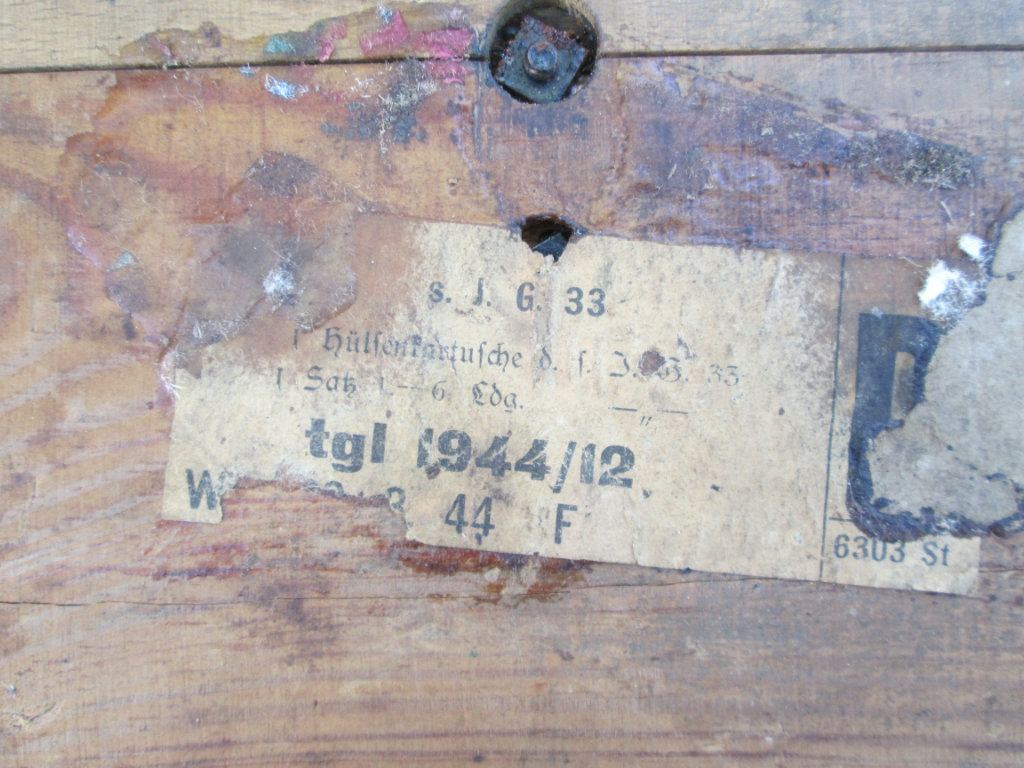 s. J. G. 33
1 Hülsenkartusche d. s. I. G. 33
1 Satz 1–6. Ldg. —„—
tgl 1944/12
W 44 F
D
6303 St